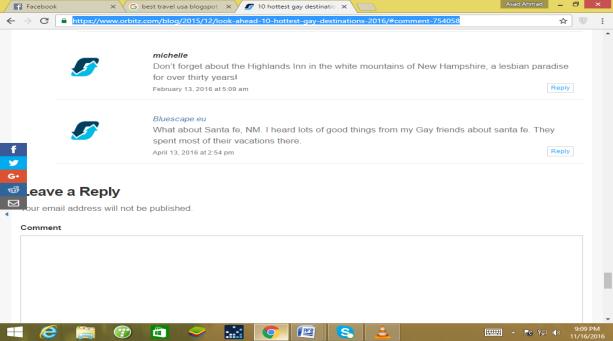 Facebook
best travel usa blogspot
10 hottest gay destinatio
Asad Ahmad
https://www.orbitz.com/blog/2015/12/look-ahead-10-hottest-gay-destinations-2016/#comment-754058
michelle
Don't forget about the Highlands Inn in the white mountains of New Hampshire, a lesbian paradise
for over thirty years!
February 13, 2016 at 5:09 am
Reply
Bluescape.eu
What about Santa fe, NM. I heard lots of good things from my Gay friends about santa fe. They
spent most of their vacations there.
April 13, 2016 at 2:54 pm
Reply
Leave a Reply
Your email address will not be published.
Comment
9:09 PM
11/16/2016